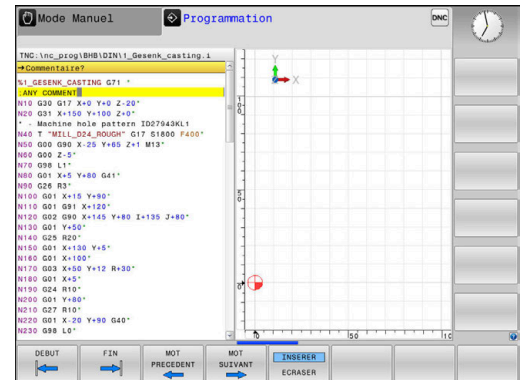 Mode Manuel
Programmation
DNC
TNC:\nc_prog\BHB\DIN\1_Gesenk_casting.i
→Commentaire?
%1_GESENK_CASTING G71 *
;ANY COMMENT
N10 G30 G17 X+0 Y+0 Z-20*
N20 G31 X+150 Y+100 Z+0*
* - Machine hole pattern ID27943KL1
N40 T "MILL_D24_ROUGH" G17 S1800 F400*
N50 G00 G90 X-25 Y+65 Z+1 M13*
N60 G00 Z-5*
N70 G98 L1*
N80 G01 X+5 Y+80 G41*
N90 G26 R3*
N100 G01 X+15 Y+90*
N110 G01 G91 X+120*
N120 G02 G90 X+145 Y+80 I+135 J+80*
N130 G01 Y+50*
N140 G25 R20*
N150 G01 X+130 Y+5*
N160 G01 X+100*
N170 G03 X+50 Y+12 R+30*
N180 G01 X+5*
N190 G24 R10*
N200 G01 Y+80*
N210 G27 R10*
N220 G01 X-20 Y+90 G40*
N230 G98 L0*
Y
X
100
50
0
0
50
DEBUT
FIN
MOT PRECEDENT
MOT SUIVANT
INSERER
ECRASER